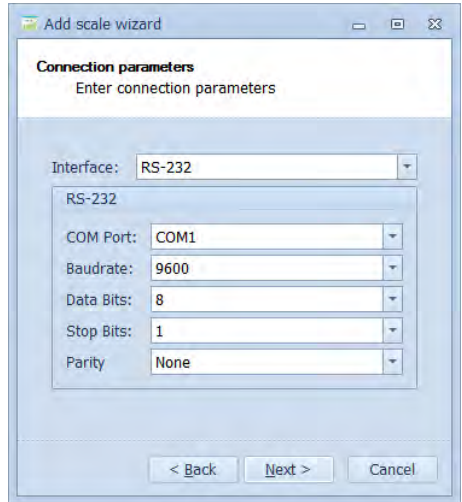 Add scale wizard
Connection parameters
Enter connection parameters
Interface: RS-232
RS-232
COM Port: COM1
Baudrate: 9600
Data Bits: 8
Stop Bits: 1
Parity None
< Back Next > Cancel